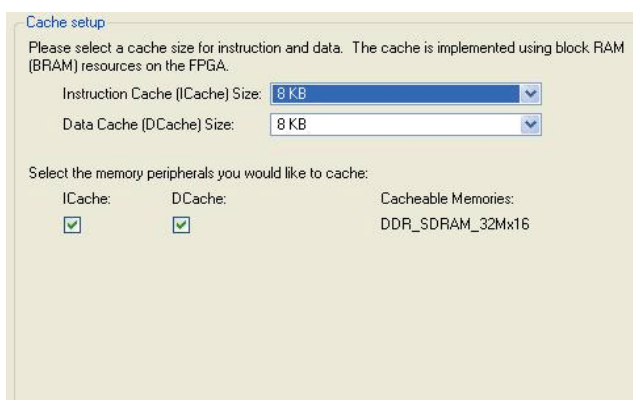 Cache setup
Please select a cache size for instruction and data.  The cache is implemented using block RAM
(BRAM) resources on the FPGA.
Instruction Cache (ICache) Size: 8 KB
Data Cache (DCache) Size: 8 KB
Select the memory peripherals you would like to cache:
ICache: DCache: Cacheable Memories:
DDR_SDRAM_32Mx16